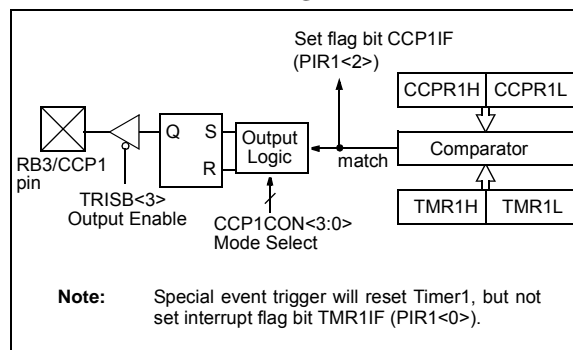 Set flag bit CCP1IF
(PIR1<2>)
CCPR1H CCPR1L
Q S Output
Logic
R
match
Comparator
RB3/CCP1
pin
TRISB<3>
Output Enable
CCP1CON<3:0>
Mode Select
TMR1H TMR1L
Note: Special event trigger will reset Timer1, but not
set interrupt flag bit TMR1IF (PIR1<0>).